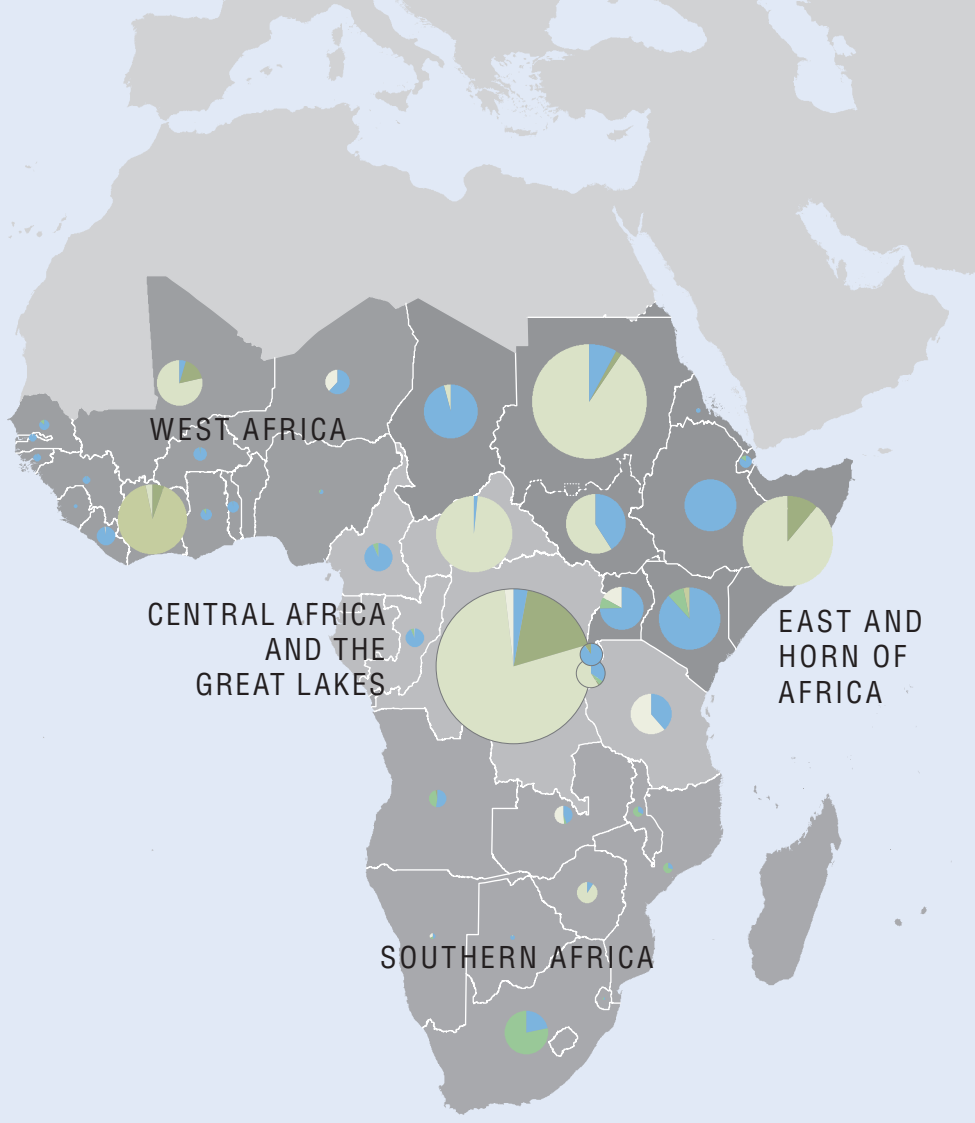 WEST AFRICA
CENTRAL AFRICA
AND THE
GREAT LAKES
EAST AND
HORN OF
AFRICA
SOUTHERN AFRICA